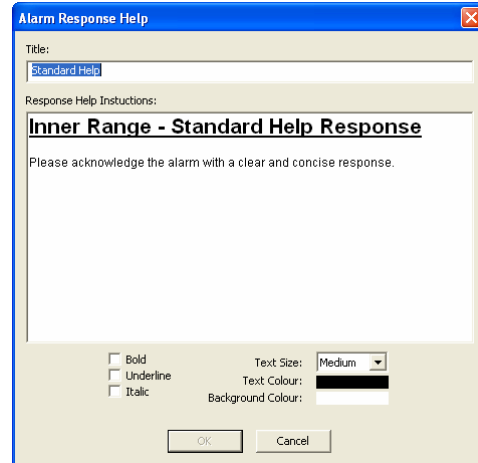 Alarm Response Help
Title:
Standard Help
Response Help Instuctions:
Inner Range - Standard Help Response
Please acknowledge the alarm with a clear and concise response.
Bold
Underline
Italic
Text Size: Medium
Text Colour:
Background Colour:
OK Cancel